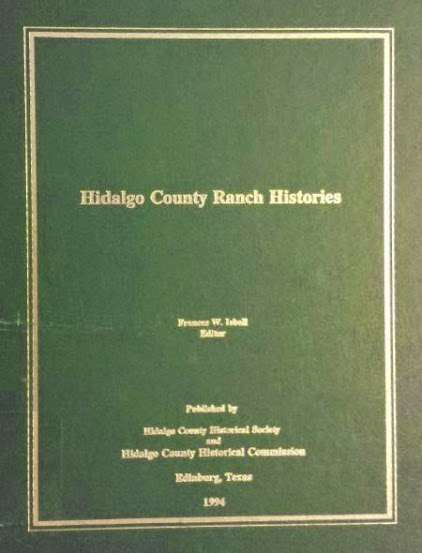 Hidalgo County Ranch Histories
Frances W. Isbell
Editor
Published by
Hidalgo County Historical Society
and
Hidalgo County Historical Commission
Edinburg, Texas
1994